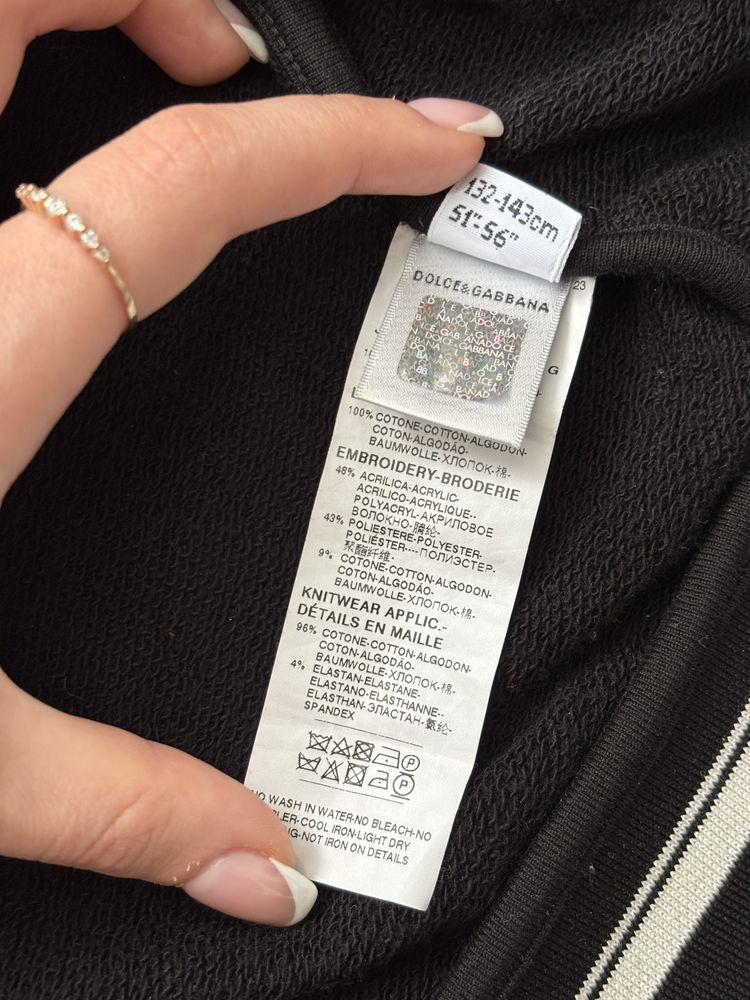 132-143cm
51"-56"
DOLCE&GABBANA
23
G
100% COTONE-COTTON-ALGODON-
COTON-ALGODÃO-
BAUMWOLLE-ХЛОПОК-棉-
EMBROIDERY-BRODERIE
48% ACRILICA-ACRYLIC-
ACRILICO-ACRYLIQUE--
POLYACRYL-АКРИЛОВОЕ
ВОЛОКНО-腈纶-
43% POLIESTERE-POLYESTER-
POLIÉSTER----ПОЛИЭСТЕР-
聚酯纤维-
9% COTONE-COTTON-ALGODON-
COTON-ALGODÃO-
BAUMWOLLE-ХЛОПОК-棉-
KNITWEAR APPLIC.-
DÉTAILS EN MAILLE
96% COTONE-COTTON-ALGODON-
COTON-ALGODÃO-
BAUMWOLLE-ХЛОПОК-棉-
4% ELASTAN-ELASTANE-
ELASTANO-ELASTHANNE--
ELASTHAN-ЭЛАСТАН-氨纶-
SPANDEX
NO WASH IN WATER-NO BLEACH-NO
COOL IRON-LIGHT DRY
NOT IRON ON DETAILS